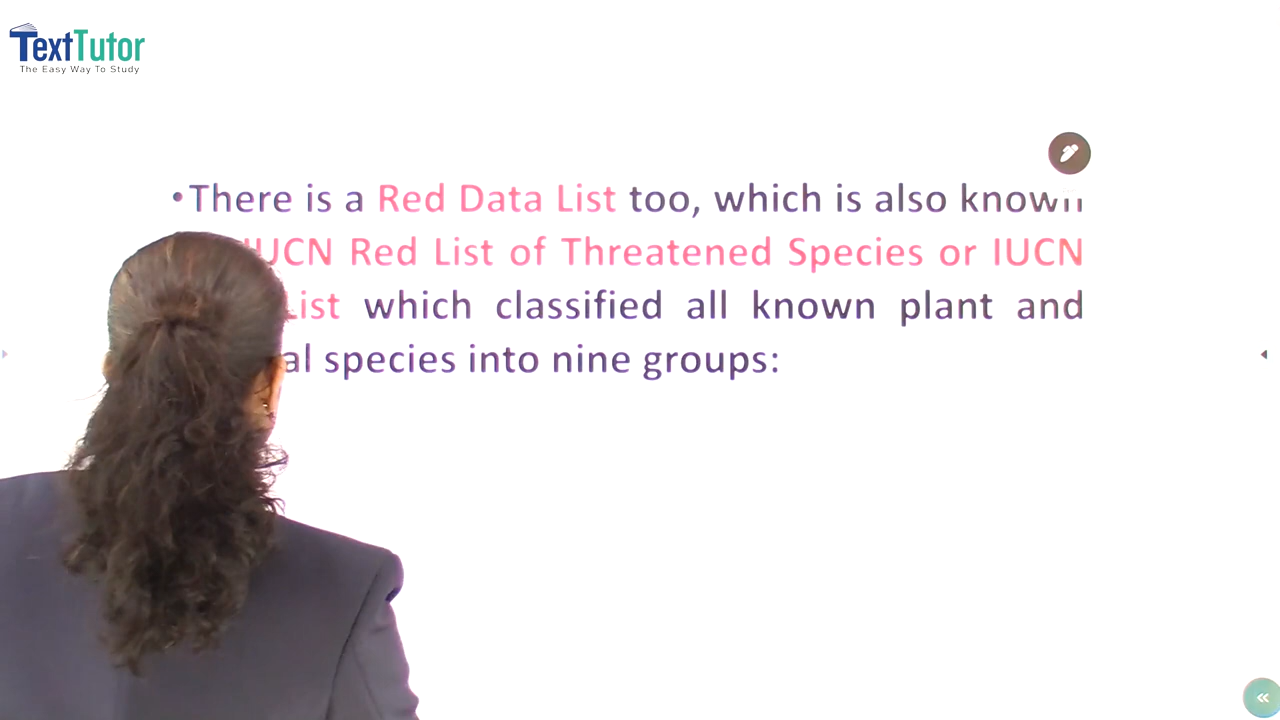 TextTutor
The Easy Way To Study
•There is a Red Data List too, which is also known
IUCN Red List of Threatened Species or IUCN
List which classified all known plant and
species into nine groups: